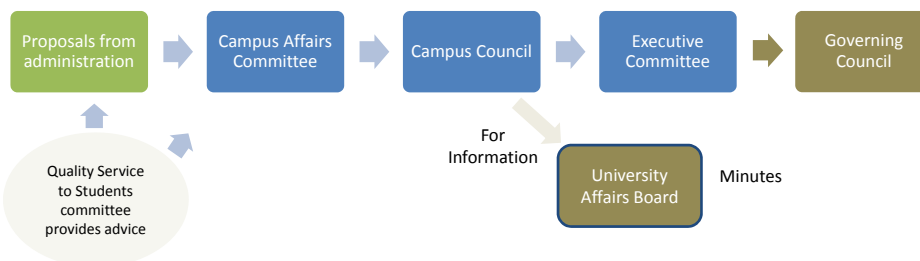 Proposals from
administration
Campus Affairs
Committee
Campus Council
Executive
Committee
Governing
Council
For
Information
University
Affairs Board
Minutes
Quality Service
to Students
committee
provides advice